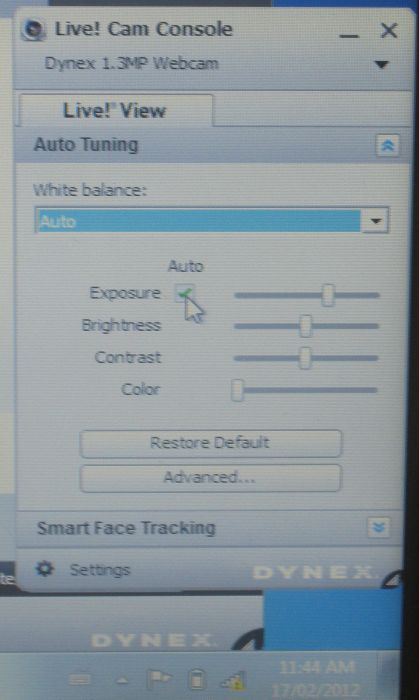 Live! Cam Console
Dynex 1.3MP Webcam
Live! View
Auto Tuning
White balance:
Auto
Auto
Exposure
Brightness
Contrast
Color
Restore Default
Advanced...
Smart Face Tracking
Settings
DYNEX
te
DYNEX
11:44 AM
17/02/2012